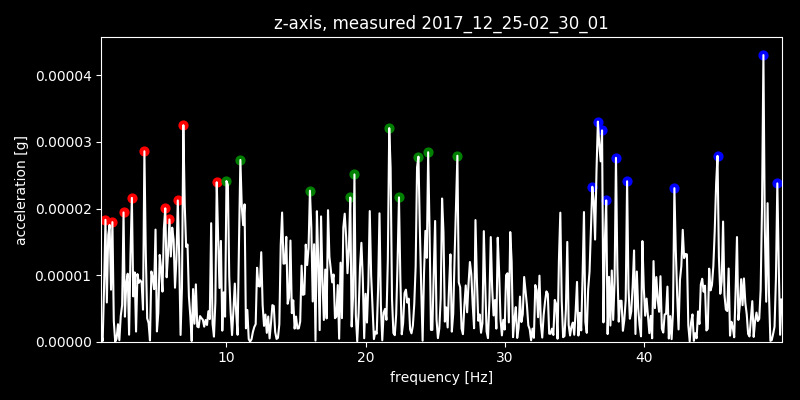 z-axis, measured 2017_12_25-02_30_01
0.00004
0.00003
0.00002
0.00001
0.00000
acceleration [g]
10 20 30 40
frequency [Hz]